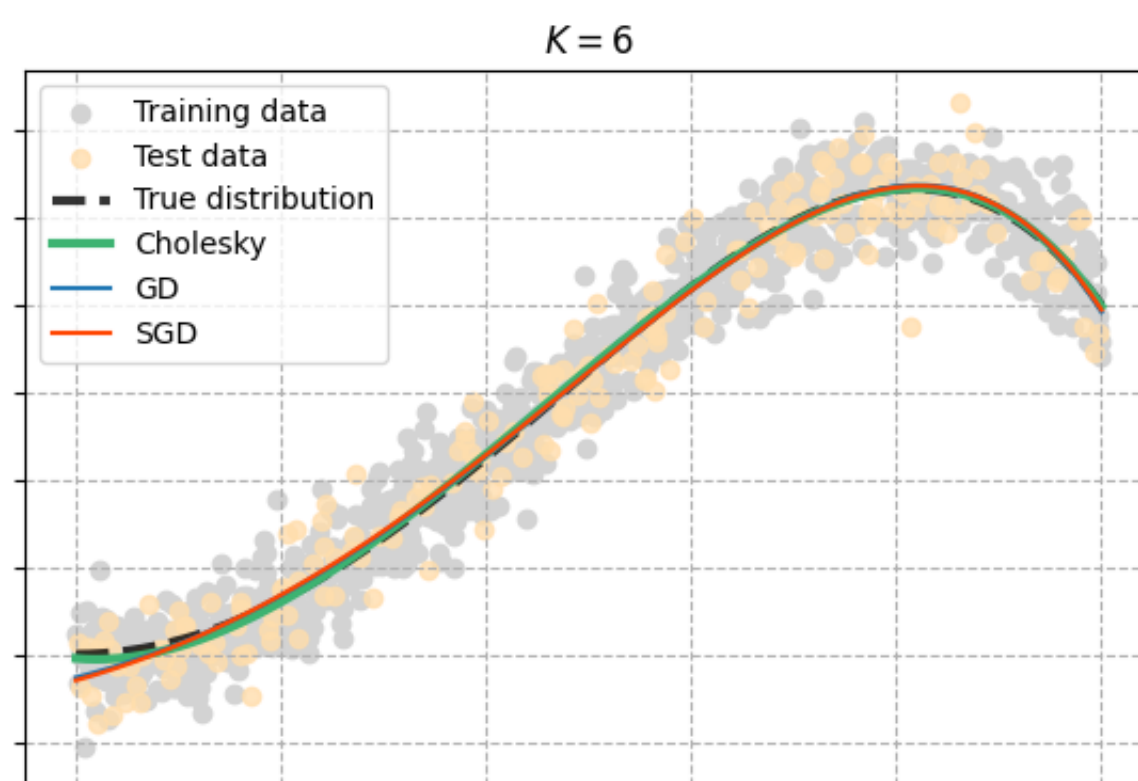 K = 6
Training data
Test data
True distribution
Cholesky
GD
SGD